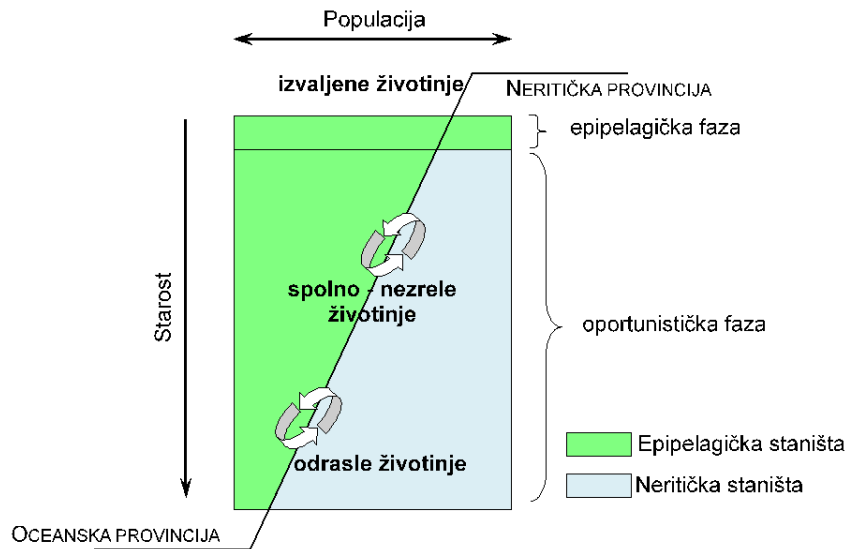 Populacija
izvaljene životinje
NERITIČKA PROVINCIJA
epipelagička faza
Starost
spolno - nezrele
životinje
oportunistička faza
odrasle životinje
Epipelagička staništa
Neritička staništa
OCEANSKA PROVINCIJA